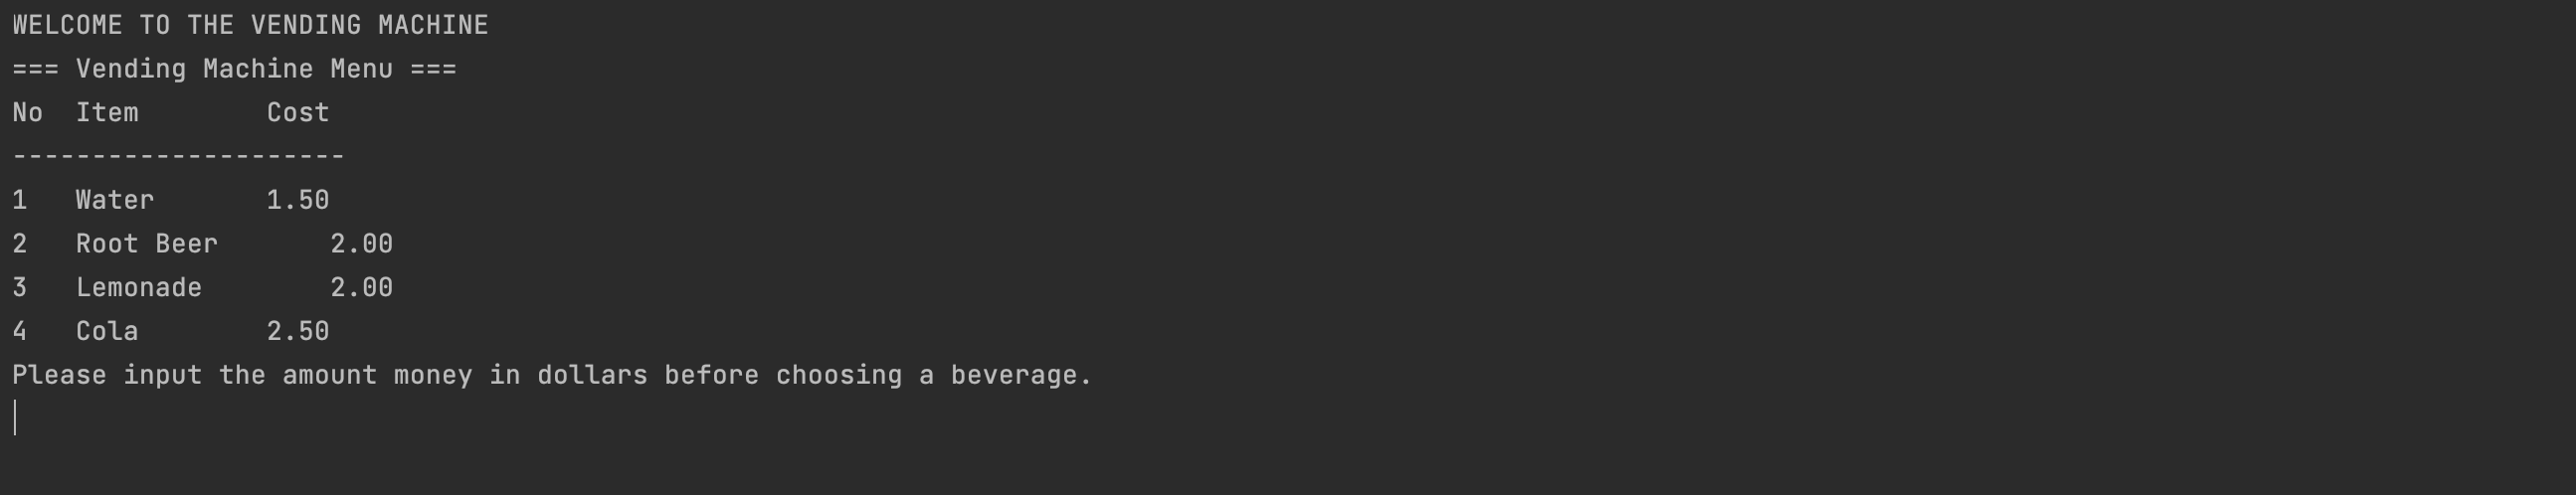 WELCOME TO THE VENDING MACHINE
=== Vending Machine Menu ===
No  Item        Cost
---------------------
1   Water       1.50
2   Root Beer       2.00
3   Lemonade        2.00
4   Cola        2.50
Please input the amount money in dollars before choosing a beverage.